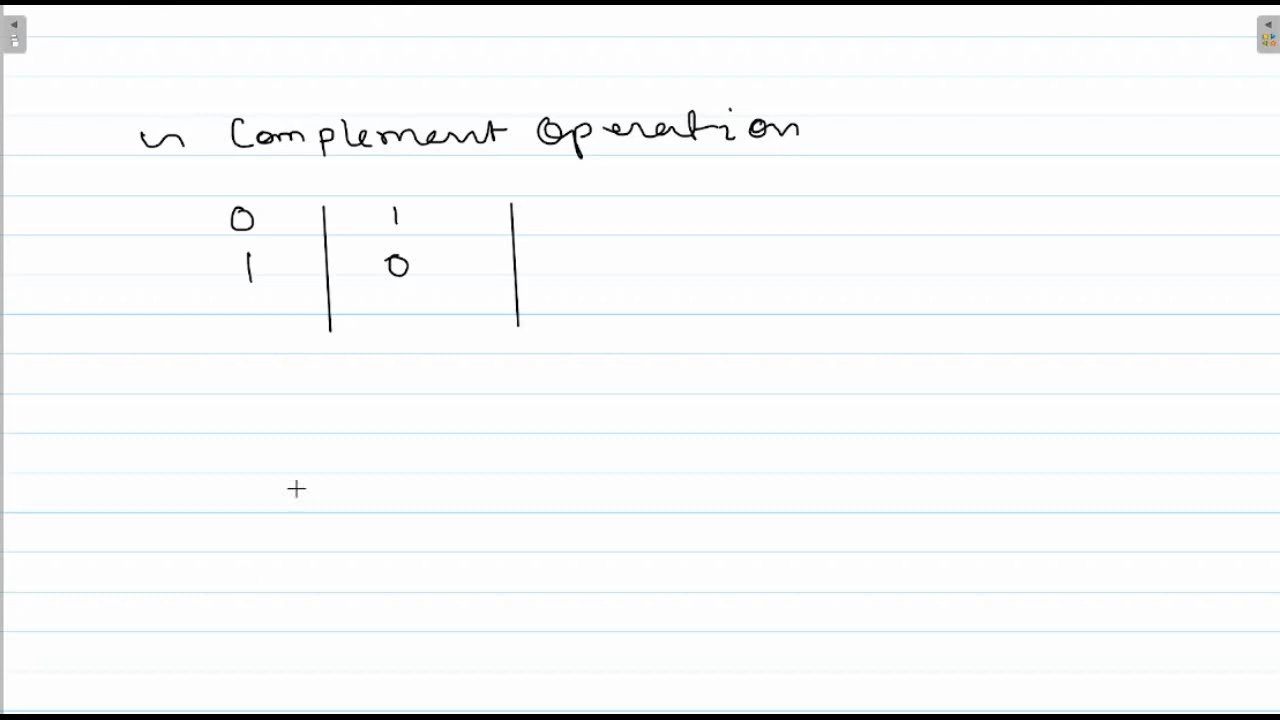 Complement Operation
0 | 1 |
1 | 0 |